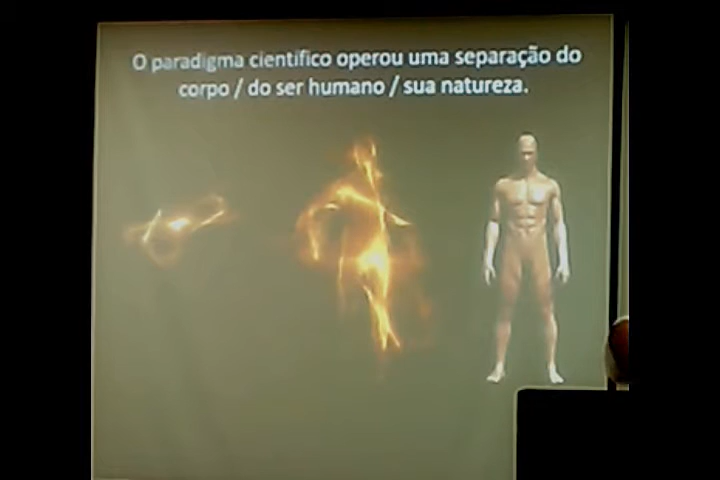 O paradigma científico operou uma separação do
corpo / do ser humano / sua natureza.